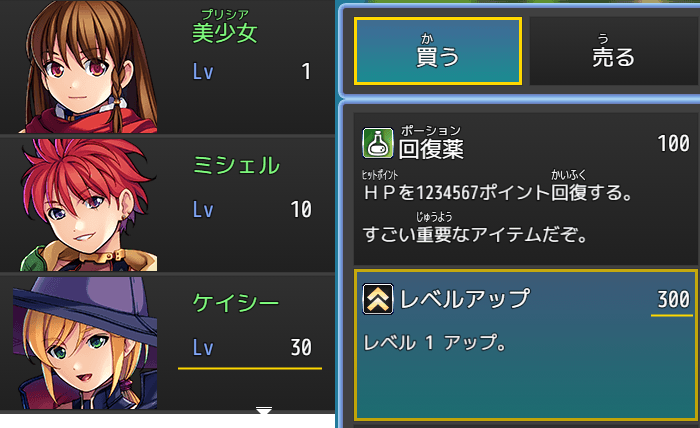 プリシア
美少女
Lv 1
ミシェル
Lv 10
ケイシー
Lv 30
か
買う
う
売る
ポーション
回復薬 100
ヒットポイント かいふく
ＨＰを1234567ポイント回復する。
じゅうよう
すごい重要なアイテムだぞ。
レベルアップ 300
レベル 1 アップ。